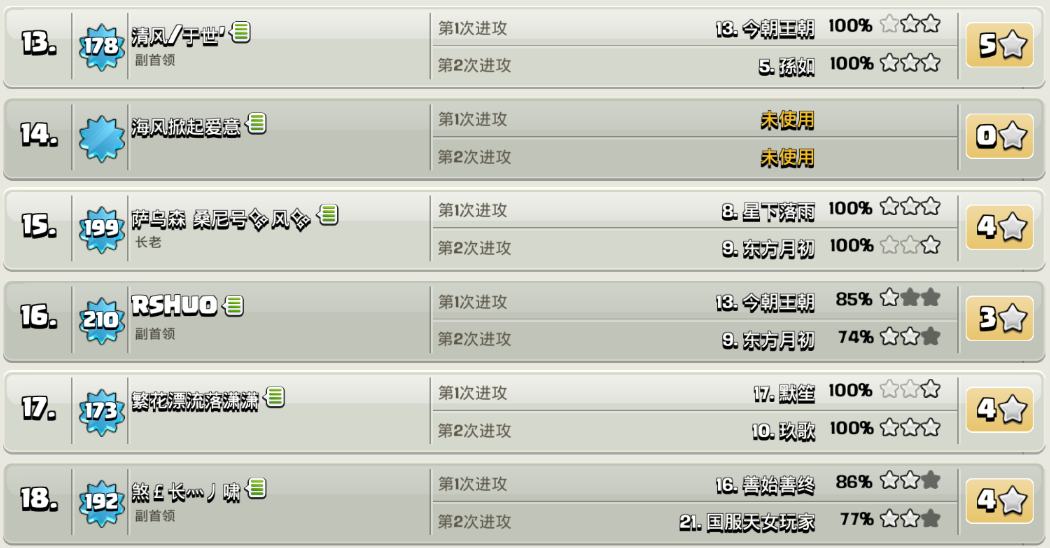 13.
178
清风/于世'
副首领
第1次进攻
13. 今朝王朝 100%
第2次进攻
5. 孫如 100%
5
14.
海风掀起爱意
第1次进攻
未使用
第2次进攻
未使用
0
15.
199
萨乌森 桑尼号 风
长老
第1次进攻
8. 星下落雨 100%
第2次进攻
9. 东方月初 100%
4
16.
210
RSHUO
副首领
第1次进攻
13. 今朝王朝 85%
第2次进攻
9. 东方月初 74%
3
17.
173
繁花漂流落潇潇
第1次进攻
17. 默笙 100%
第2次进攻
10. 玖歌 100%
4
18.
192
煞£长灬丿啸
副首领
第1次进攻
16. 善始善终 86%
第2次进攻
21. 国服天女玩家 77%
4